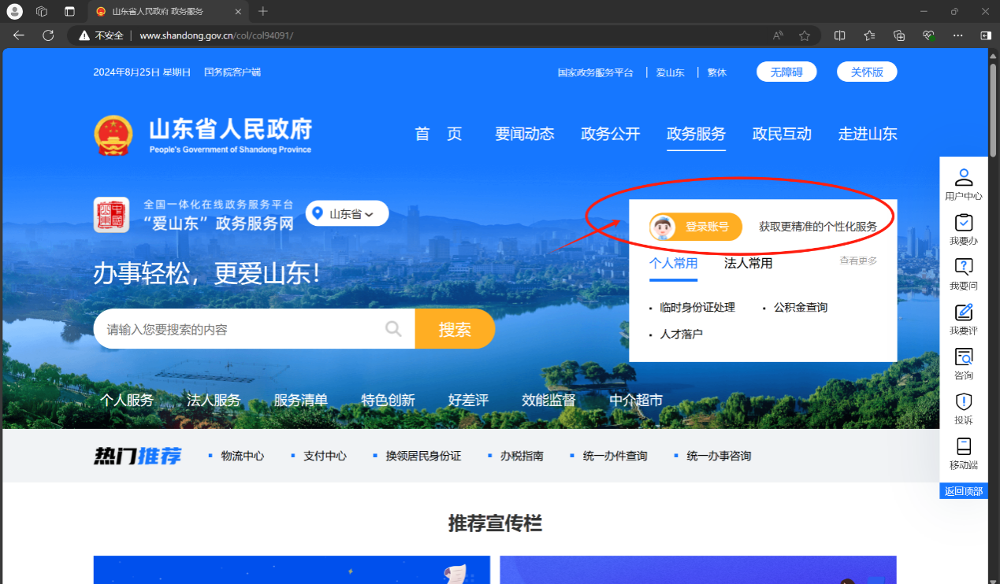 山东省人民政府 政务服务
不安全 www.shandong.gov.cn/col/col94091/
2024年8月25日 星期日 国务院客户端 国家政务服务平台 爱山东 繁体 无障碍 关怀版
山东省人民政府
People's Government of Shandong Province
首 页 要闻动态 政务公开 政务服务 政民互动 走进山东
全国一体化在线政务服务平台
“爱山东”政务服务网
山东省
登录账号 获取更精准的个性化服务
个人常用 法人常用 查看更多
临时身份证处理 公积金查询
人才落户
办事轻松，更爱山东！
请输入您要搜索的内容 搜索
个人服务 法人服务 服务清单 特色创新 好差评 效能监督 中介超市
热门推荐 物流中心 支付中心 换领居民身份证 办税指南 统一办件查询 统一办事咨询
用户中心
我要办
我要问
我要评
咨询
投诉
移动端
返回顶部
推荐宣传栏